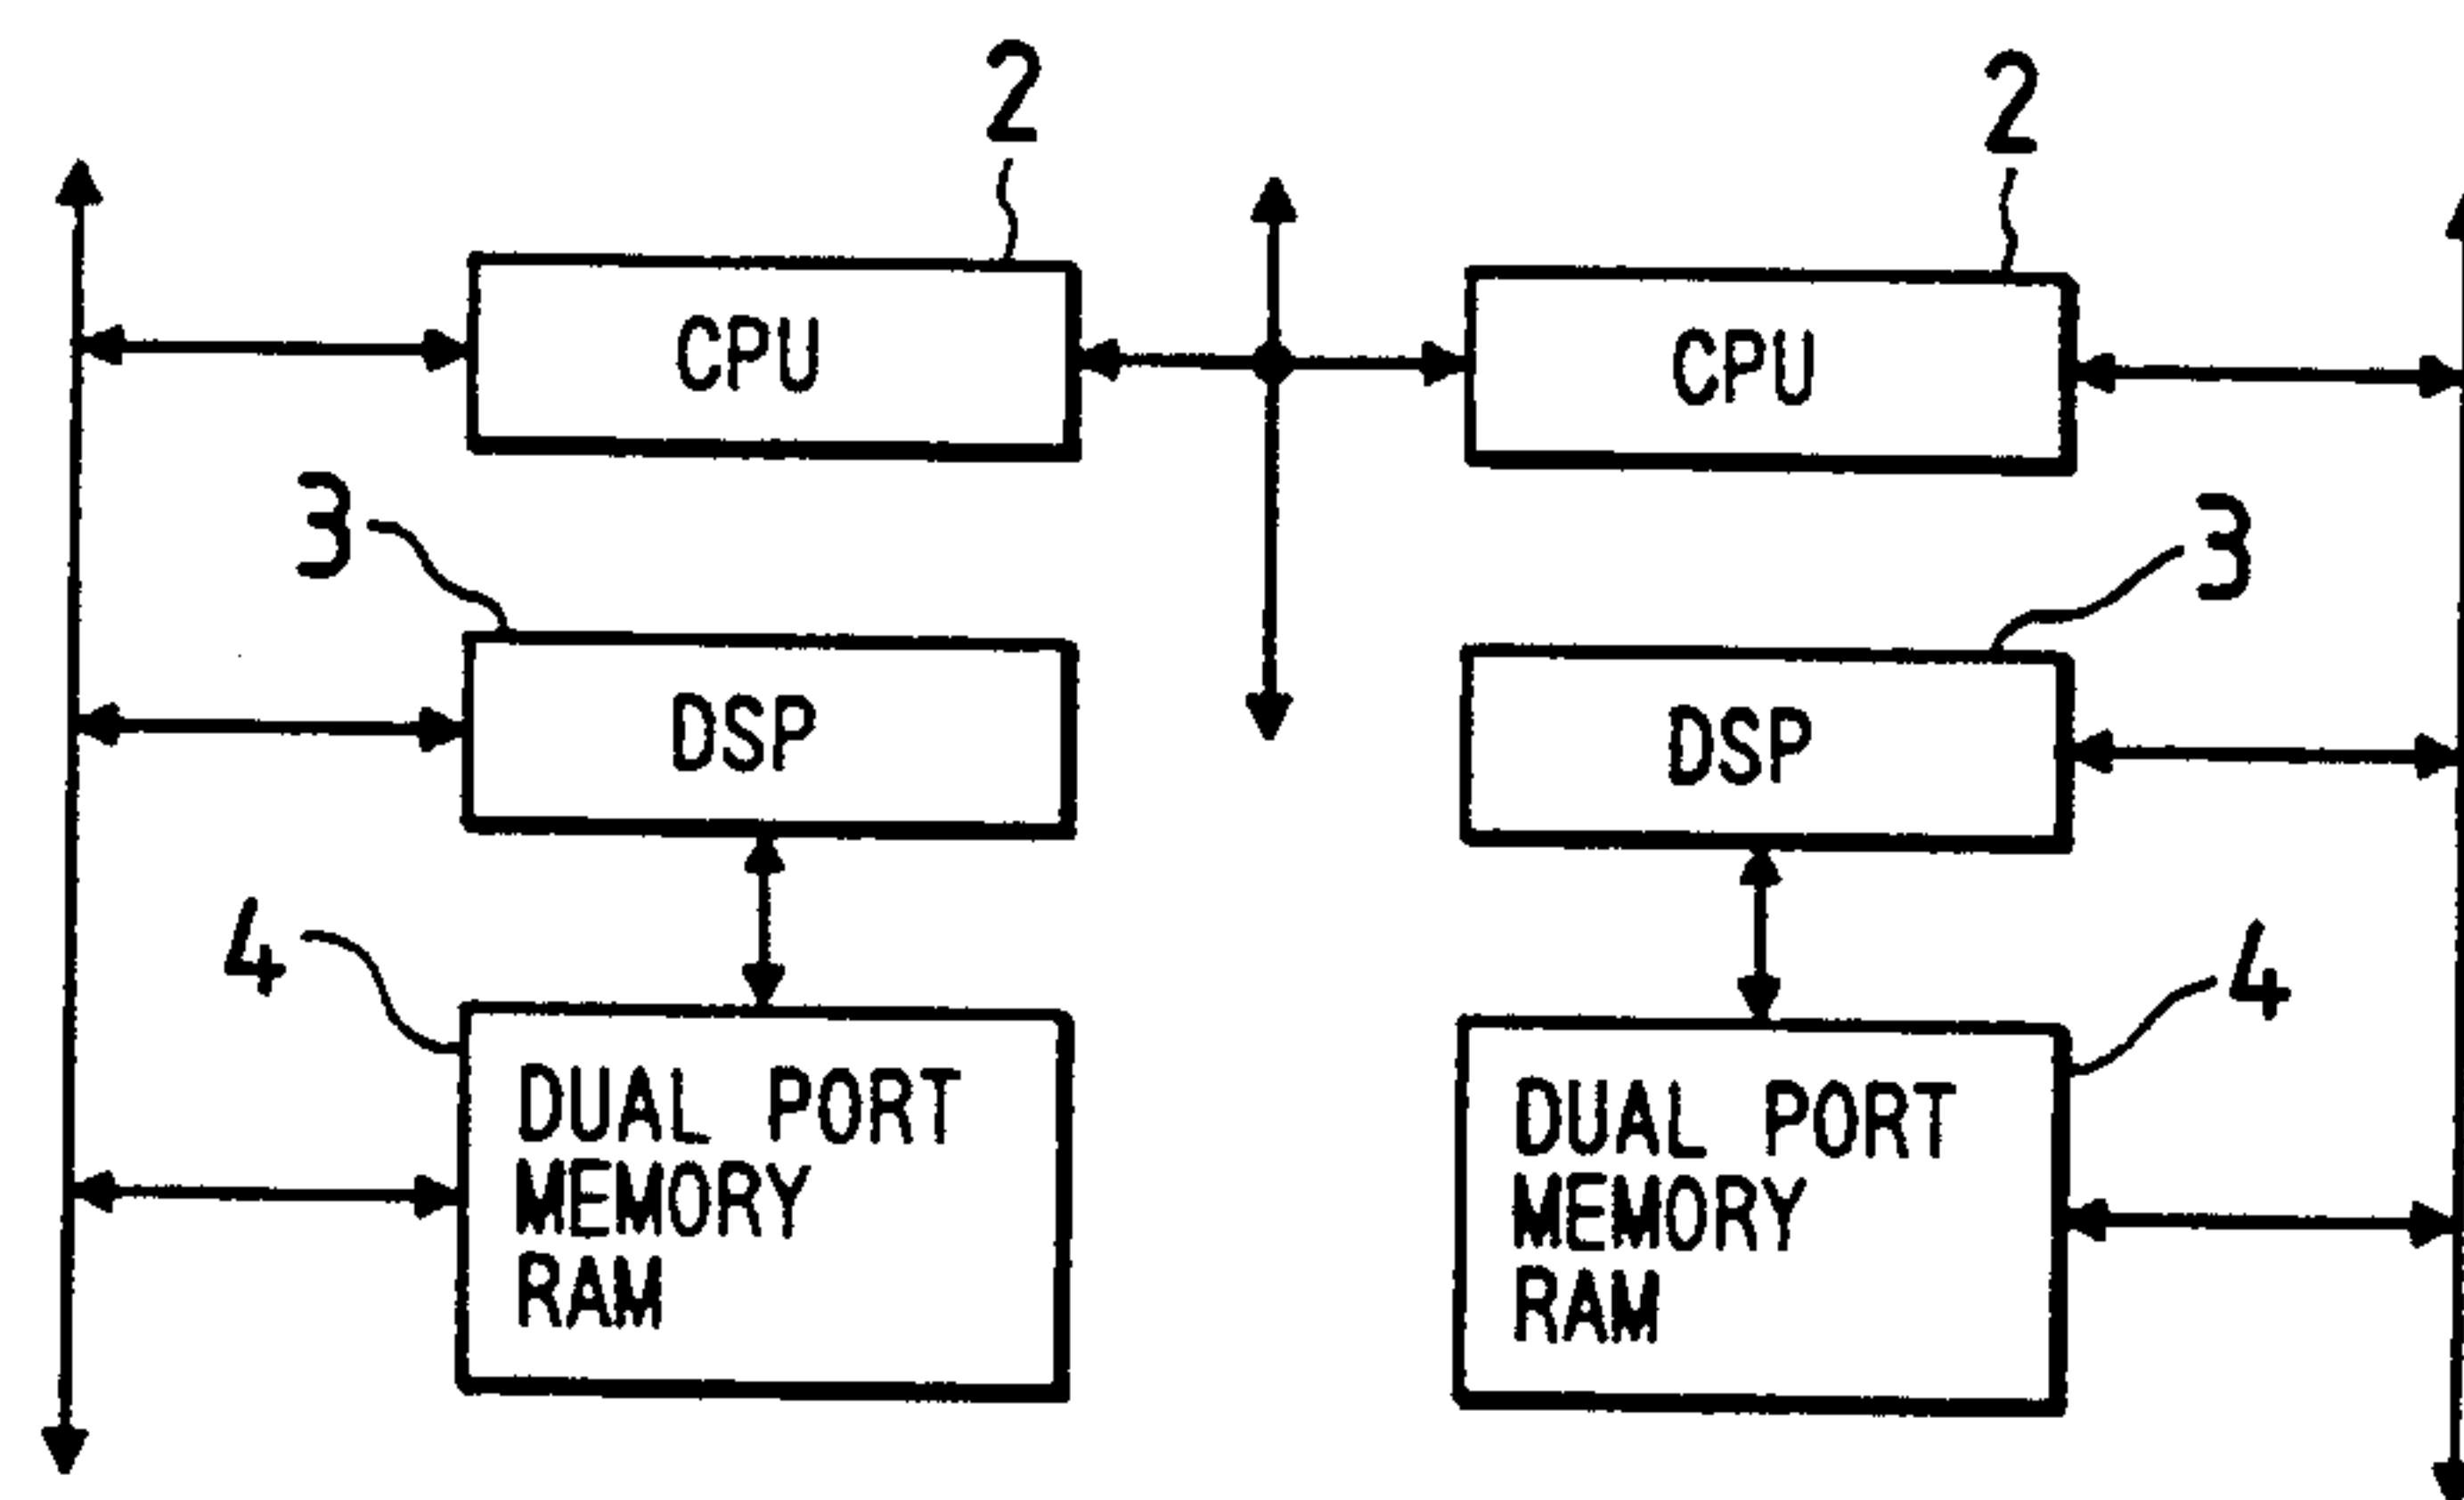 2
2
CPU
CPU
3
3
DSP
DSP
4
4
DUAL PORT
MEMORY
RAM
DUAL PORT
MEMORY
RAM